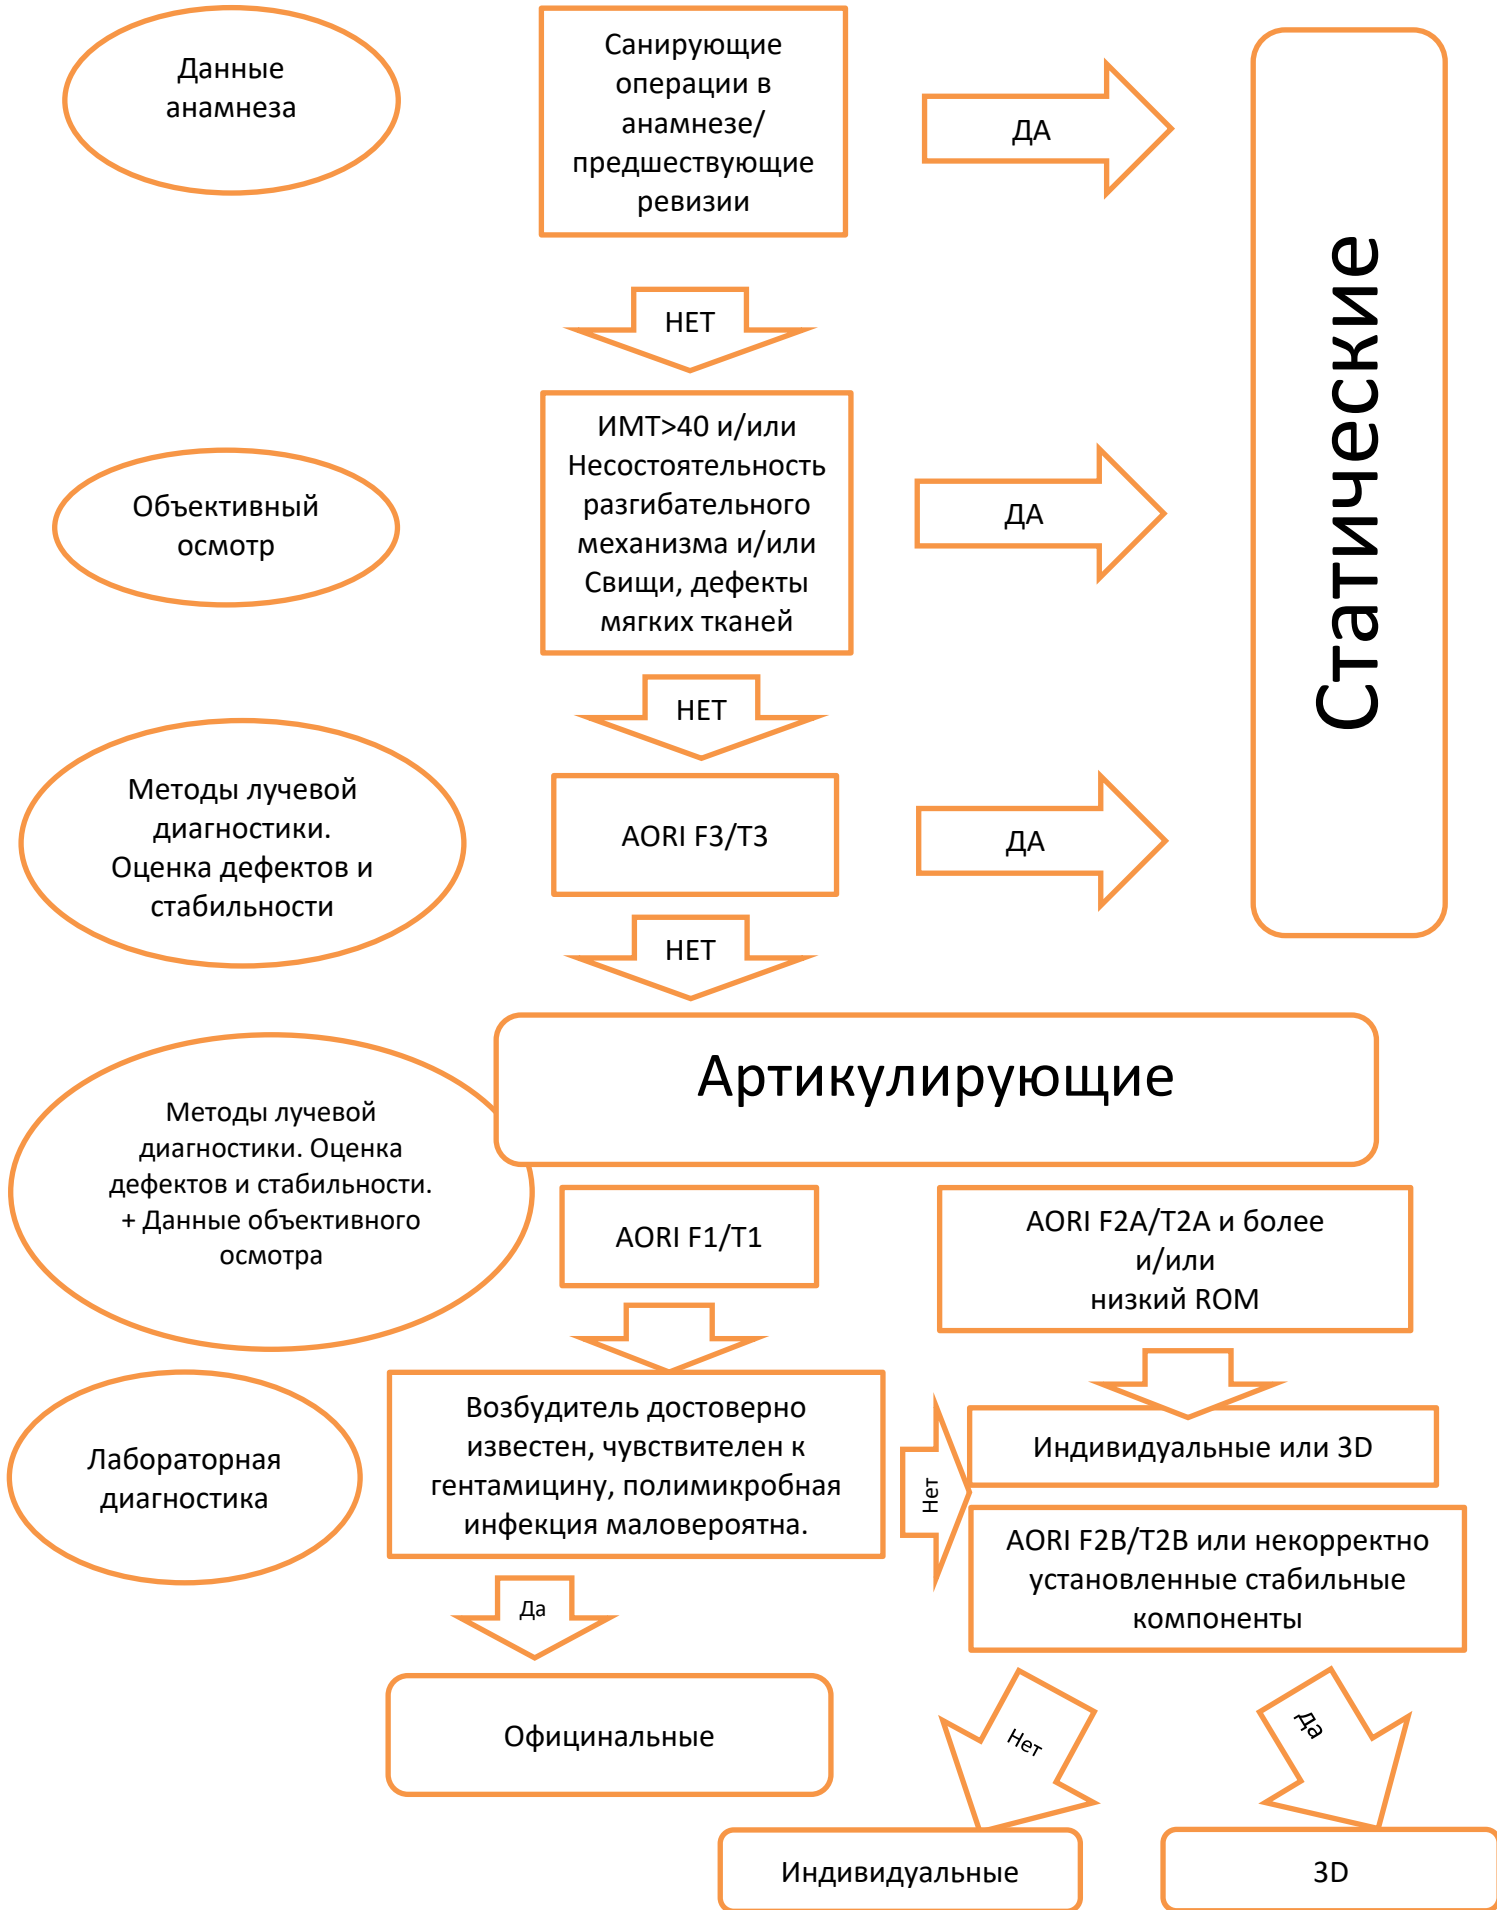 Данные
анамнеза
Санирующие
операции в
анамнезе/
предшествующие
ревизии
ДА
Статические
НЕТ
Объективный
осмотр
ИМТ>40 и/или
Несостоятельность
разгибательного
механизма и/или
Свищи, дефекты
мягких тканей
ДА
НЕТ
Методы лучевой
диагностики.
Оценка дефектов и
стабильности
AORI F3/T3
ДА
НЕТ
Артикулирующие
Методы лучевой
диагностики. Оценка
дефектов и стабильности.
+ Данные объективного
осмотра
AORI F1/T1
AORI F2A/T2A и более
и/или
низкий ROM
Лабораторная
диагностика
Возбудитель достоверно
известен, чувствителен к
гентамицину, полимикробная
инфекция маловероятна.
Нет
Индивидуальные или 3D
AORI F2B/T2B или некорректно
установленные стабильные
компоненты
Да
Официнальные
Нет
Да
Индивидуальные
3D